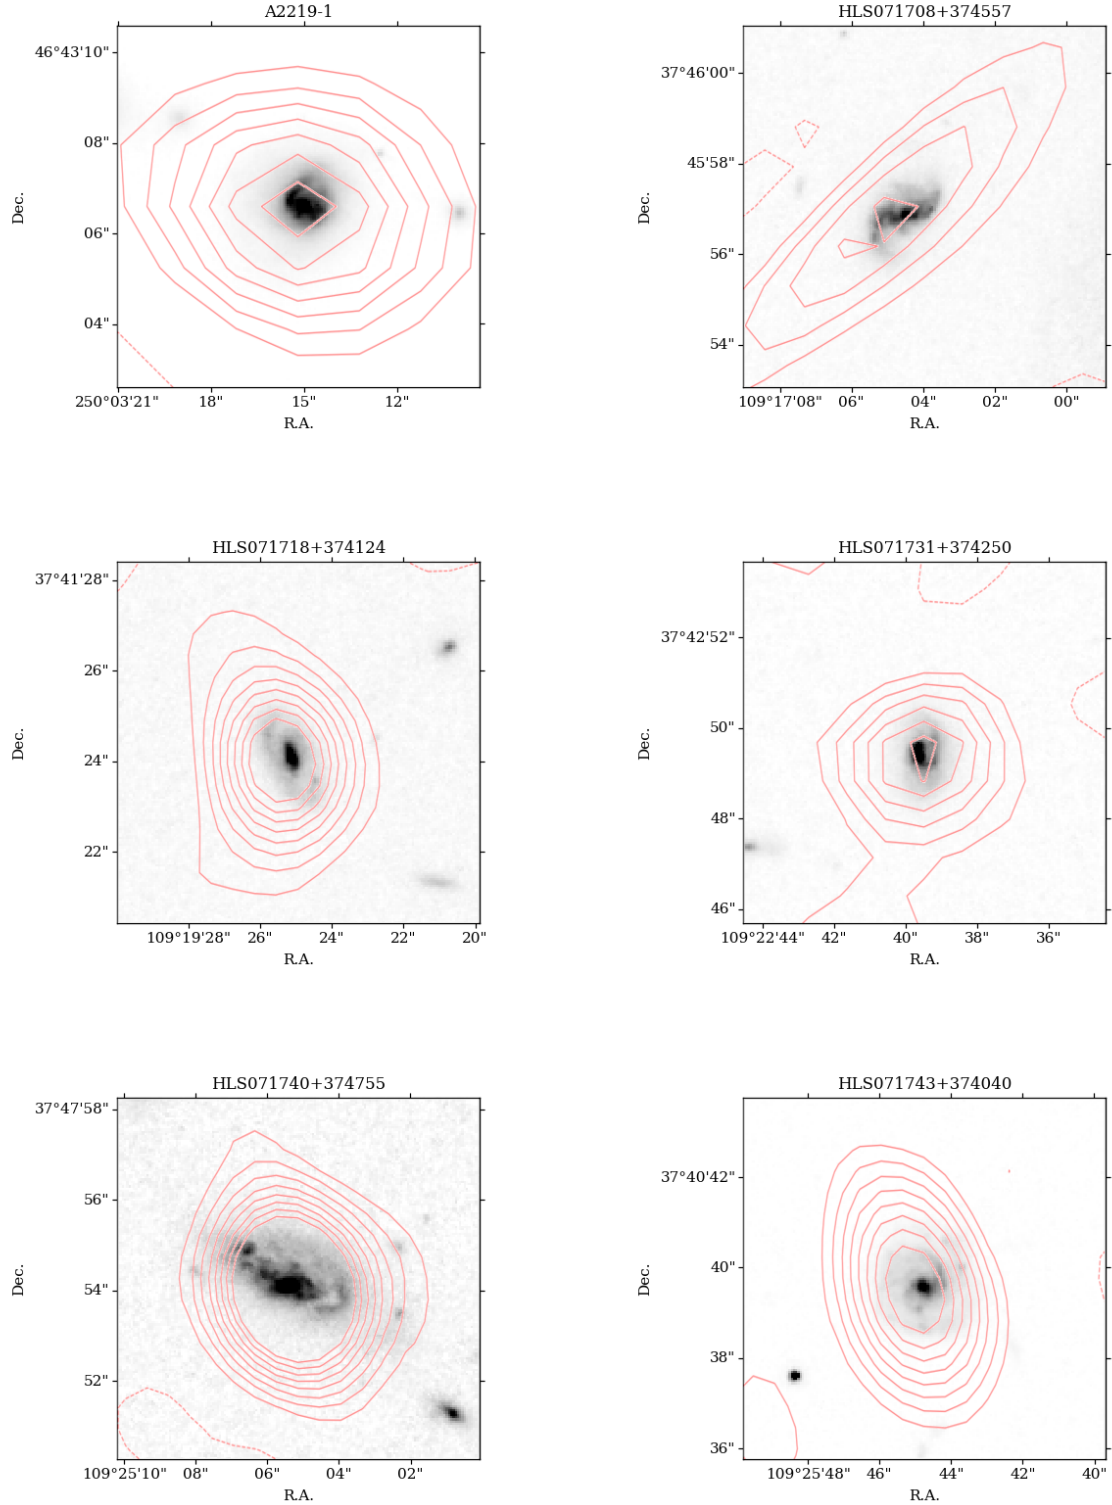 A2219-1
46°43'10"
08"
06"
04"
Dec.
250°03'21"
18"
15"
12"
R.A.
HLS071708+374557
37°46'00"
45'58"
56"
54"
Dec.
109°17'08"
06"
04"
02"
00"
R.A.
HLS071718+374124
37°41'28"
26"
24"
22"
Dec.
109°19'28"
26"
24"
22"
20"
R.A.
HLS071731+374250
37°42'52"
50"
48"
46"
Dec.
109°22'44"
42"
40"
38"
36"
R.A.
HLS071740+374755
37°47'58"
56"
54"
52"
Dec.
109°25'10"
08"
06"
04"
02"
R.A.
HLS071743+374040
37°40'42"
40"
38"
36"
Dec.
109°25'48"
46"
44"
42"
40"
R.A.